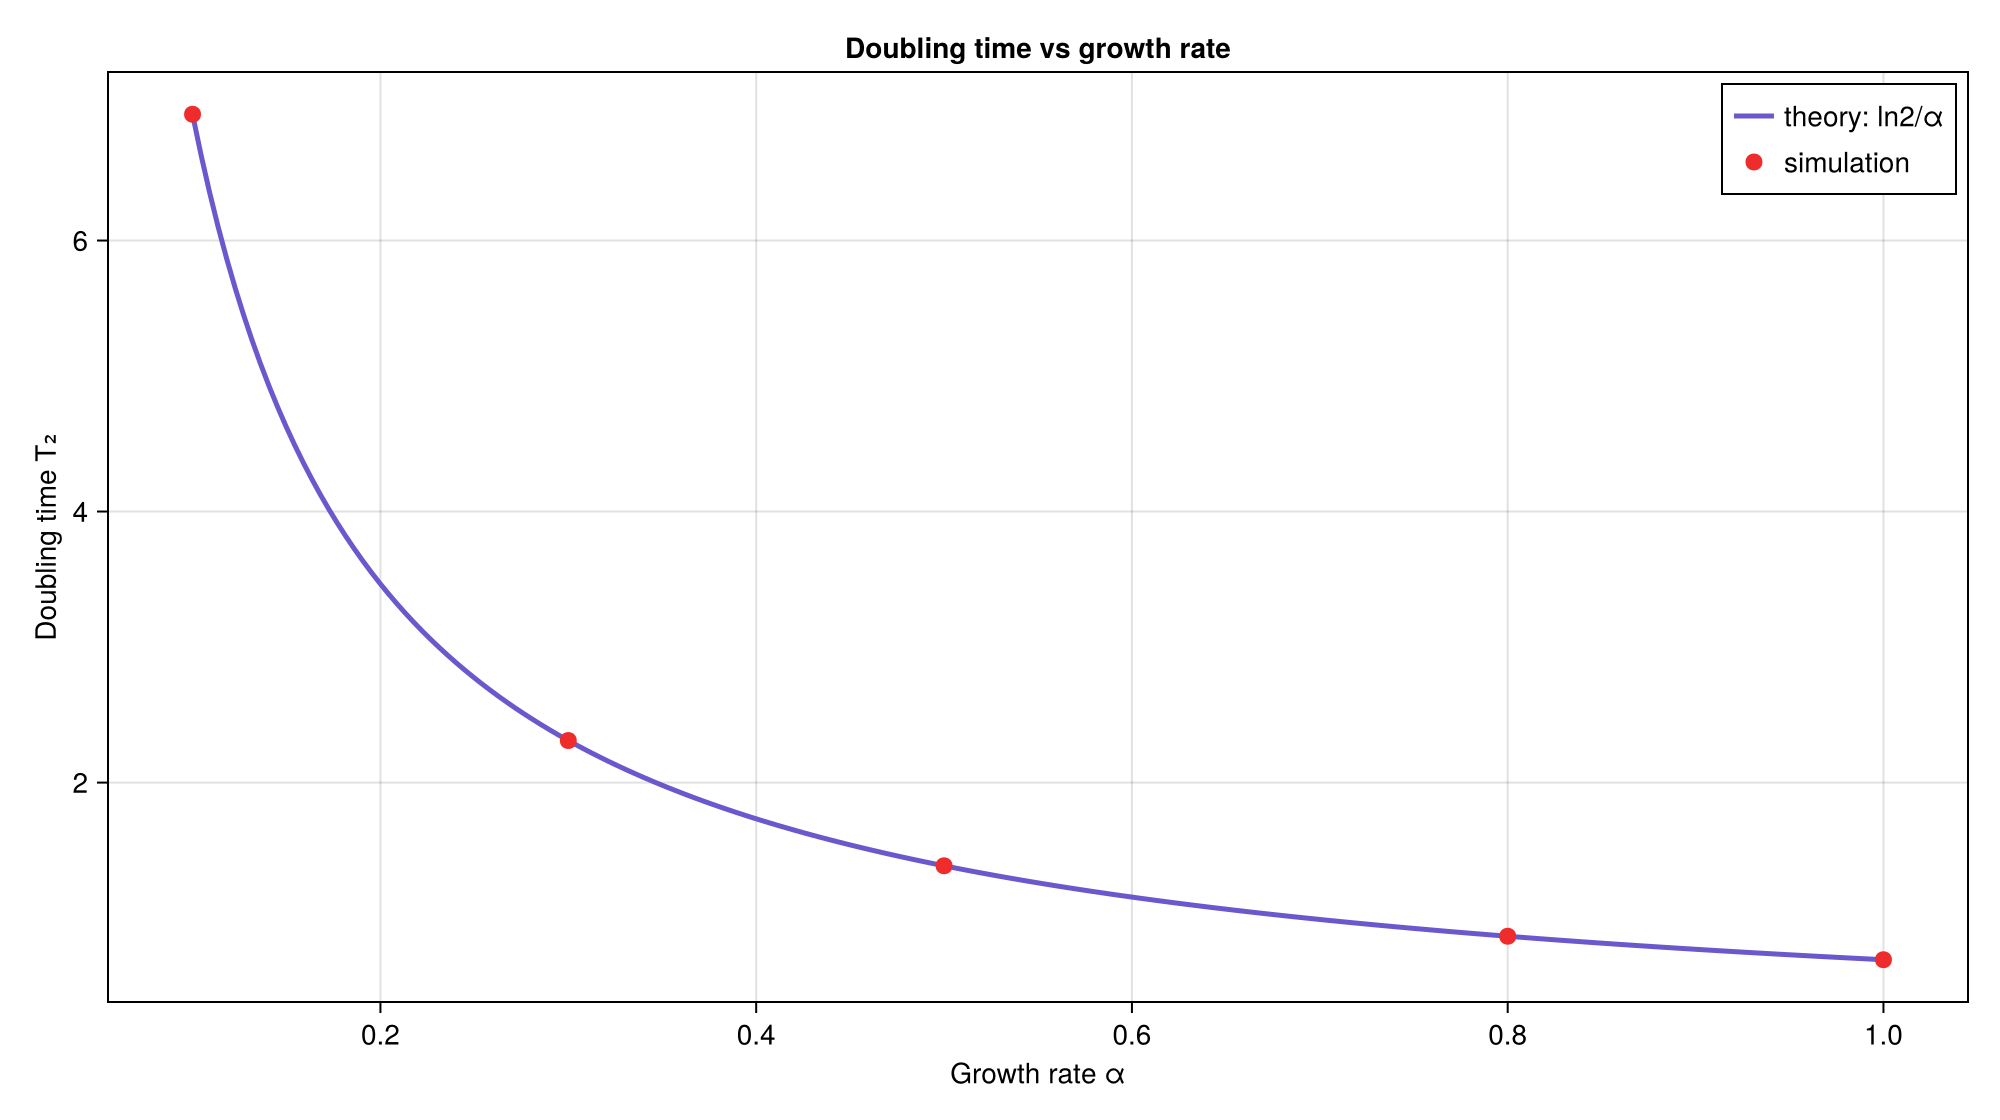 Doubling time vs growth rate
theory: ln2/α
simulation
6
4
2
Doubling time T₂
0.2
0.4
0.6
0.8
1.0
Growth rate α